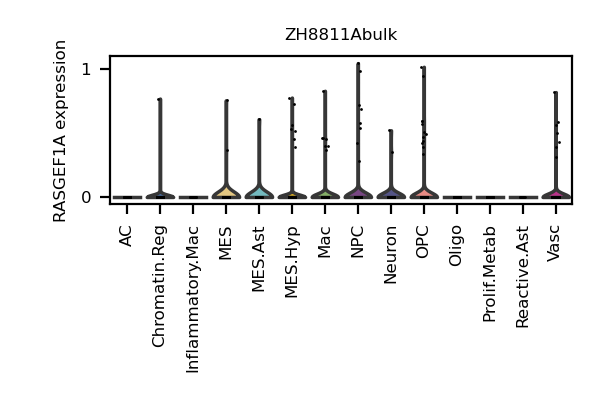 ZH8811Abulk
RASGEF1A expression
1
0
AC
Chromatin.Reg
Inflammatory.Mac
MES
MES.Ast
MES.Hyp
Mac
NPC
Neuron
OPC
Oligo
Prolif.Metab
Reactive.Ast
Vasc